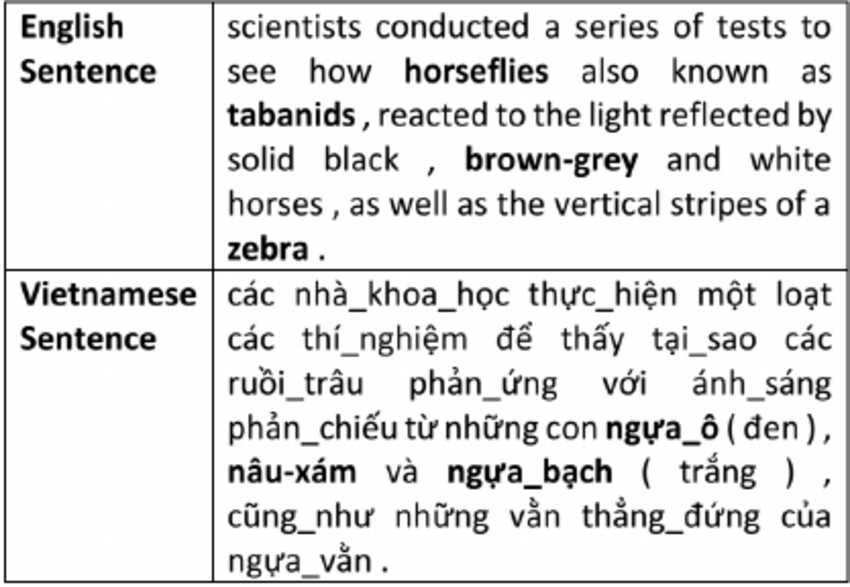 English Sentence
scientists conducted a series of tests to
see how horseflies also known as
tabanids , reacted to the light reflected by
solid black , brown-grey and white
horses , as well as the vertical stripes of a
zebra .
Vietnamese Sentence
các nhà_khoa_học thực_hiện một loạt
các thí_nghiệm để thấy tại_sao các
ruồi_trâu phản_ứng với ánh_sáng
phản_chiếu từ những con ngựa_ô ( đen ) ,
nâu-xám và ngựa_bạch ( trắng ) ,
cũng_như những vằn thẳng_đứng của
ngựa_vằn .